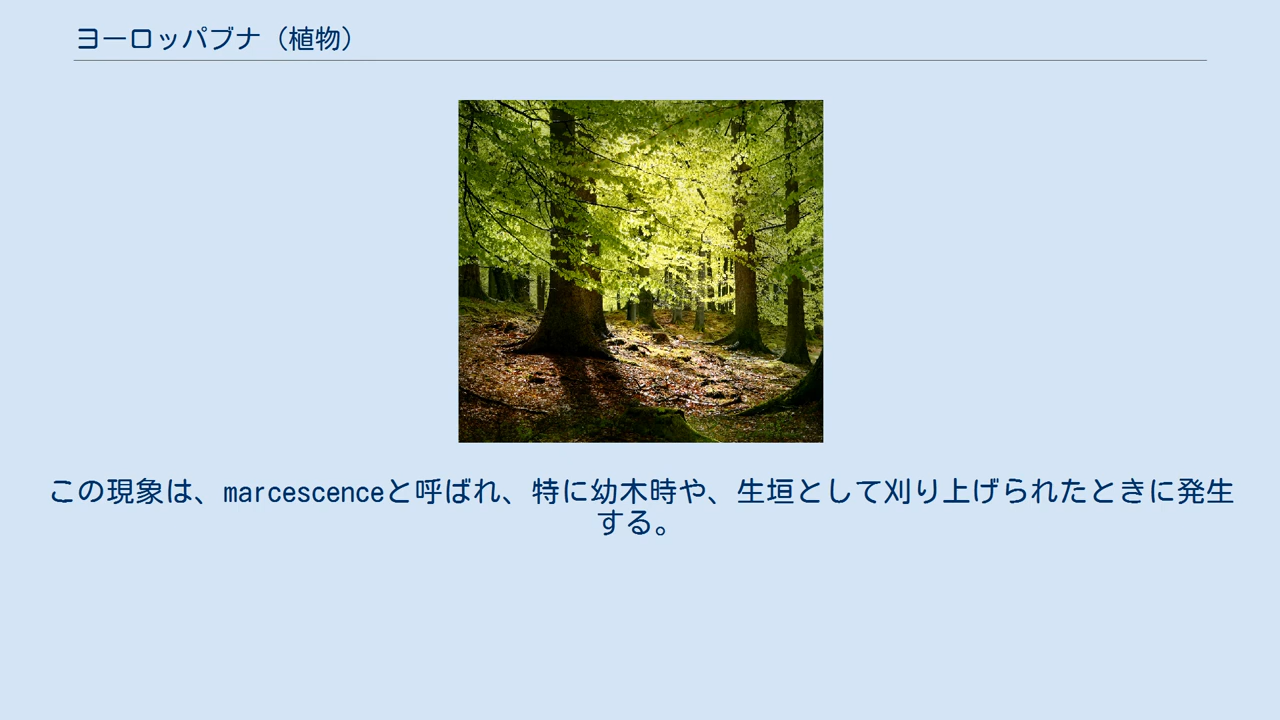 ヨーロッパブナ（植物）
この現象は、marcescenceと呼ばれ、特に幼木時や、生垣として刈り上げられたときに発生
する。